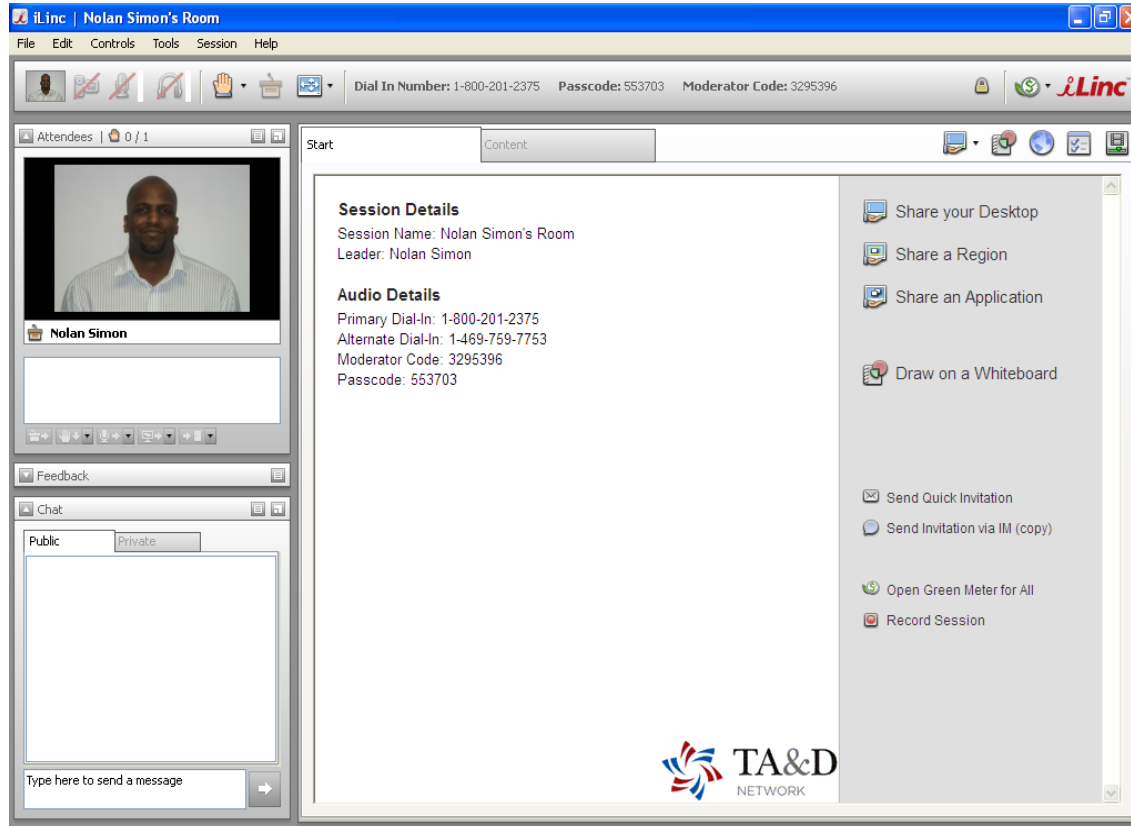 iLinc | Nolan Simon's Room
File Edit Controls Tools Session Help
Dial In Number: 1-800-201-2375 Passcode: 553703 Moderator Code: 3295396
iLinc
Attendees | 0 / 1
Nolan Simon
Feedback
Chat
Public Private
Type here to send a message
Start Content
Session Details
Session Name: Nolan Simon's Room
Leader: Nolan Simon
Audio Details
Primary Dial-In: 1-800-201-2375
Alternate Dial-In: 1-469-759-7753
Moderator Code: 3295396
Passcode: 553703
TA&D
NETWORK
Share your Desktop
Share a Region
Share an Application
Draw on a Whiteboard
Send Quick Invitation
Send Invitation via IM (copy)
Open Green Meter for All
Record Session